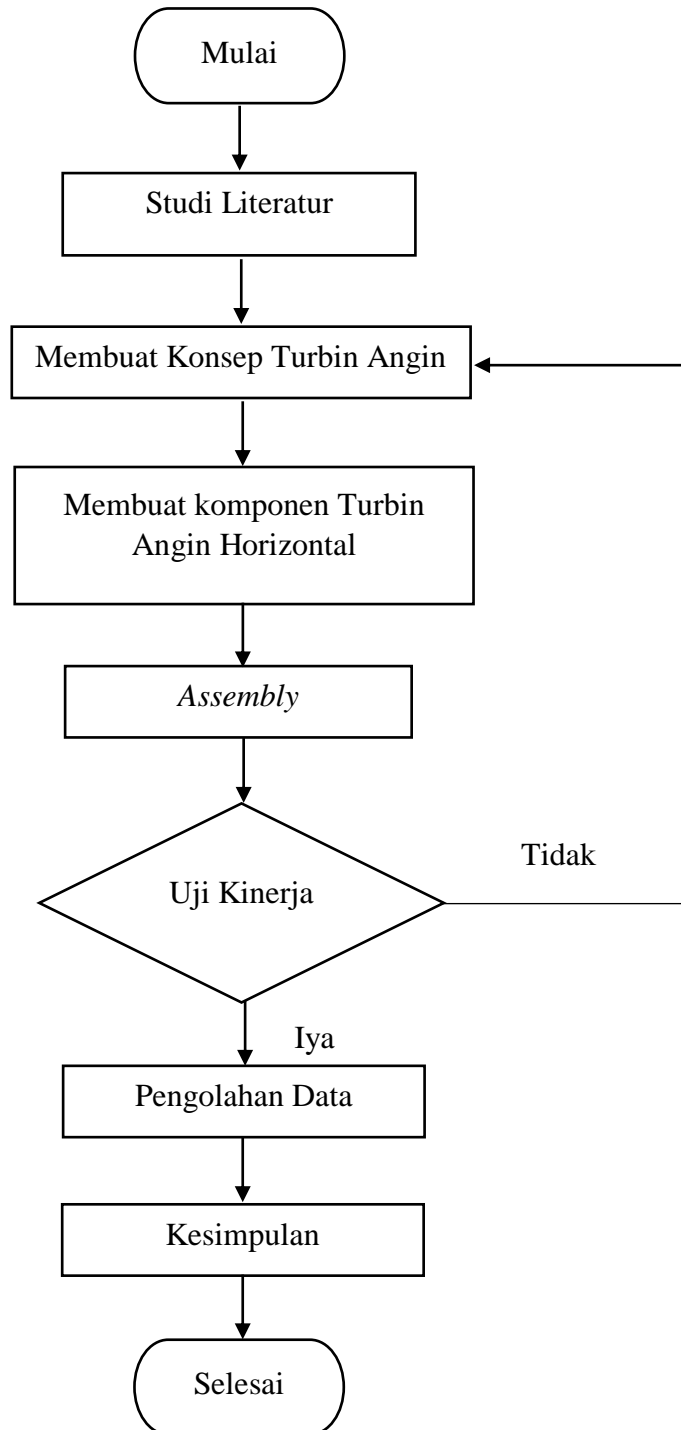 Mulai
Studi Literatur
Membuat Konsep Turbin Angin
Membuat komponen Turbin
Angin Horizontal
Assembly
Uji Kinerja
Tidak
Iya
Pengolahan Data
Kesimpulan
Selesai